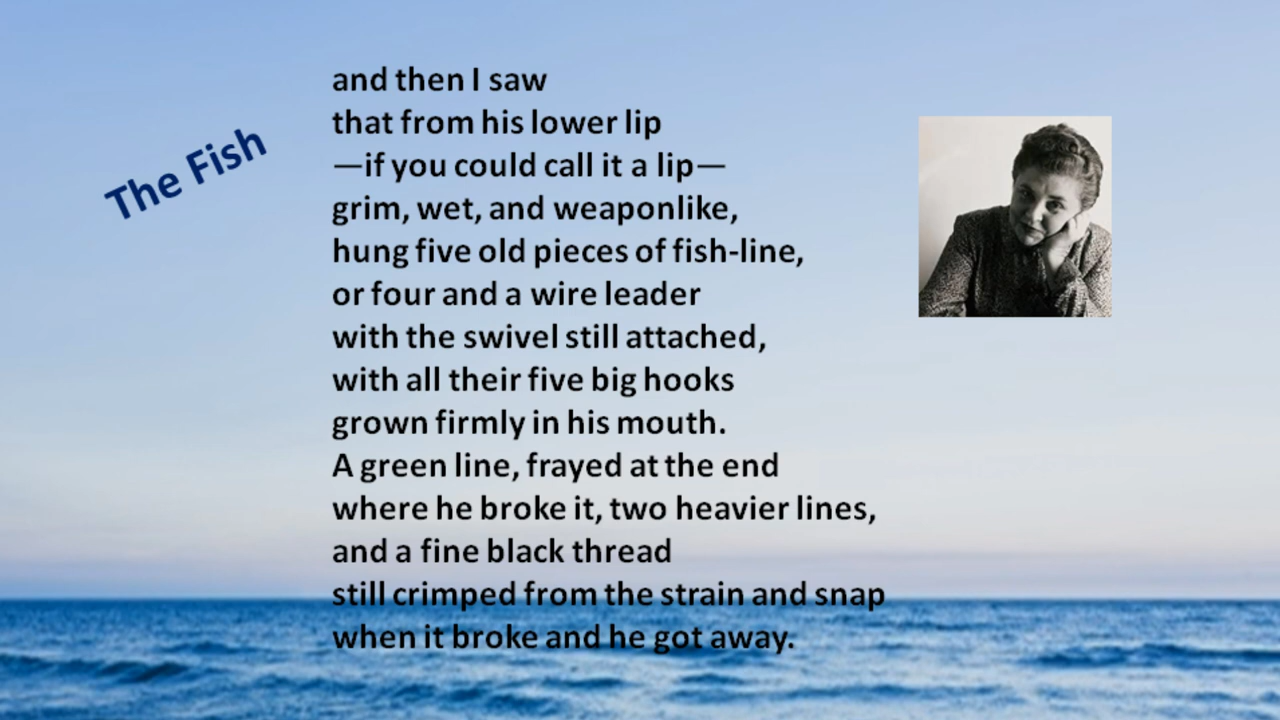 The Fish
and then I saw
that from his lower lip
—if you could call it a lip—
grim, wet, and weaponlike,
hung five old pieces of fish-line,
or four and a wire leader
with the swivel still attached,
with all their five big hooks
grown firmly in his mouth.
A green line, frayed at the end
where he broke it, two heavier lines,
and a fine black thread
still crimped from the strain and snap
when it broke and he got away.